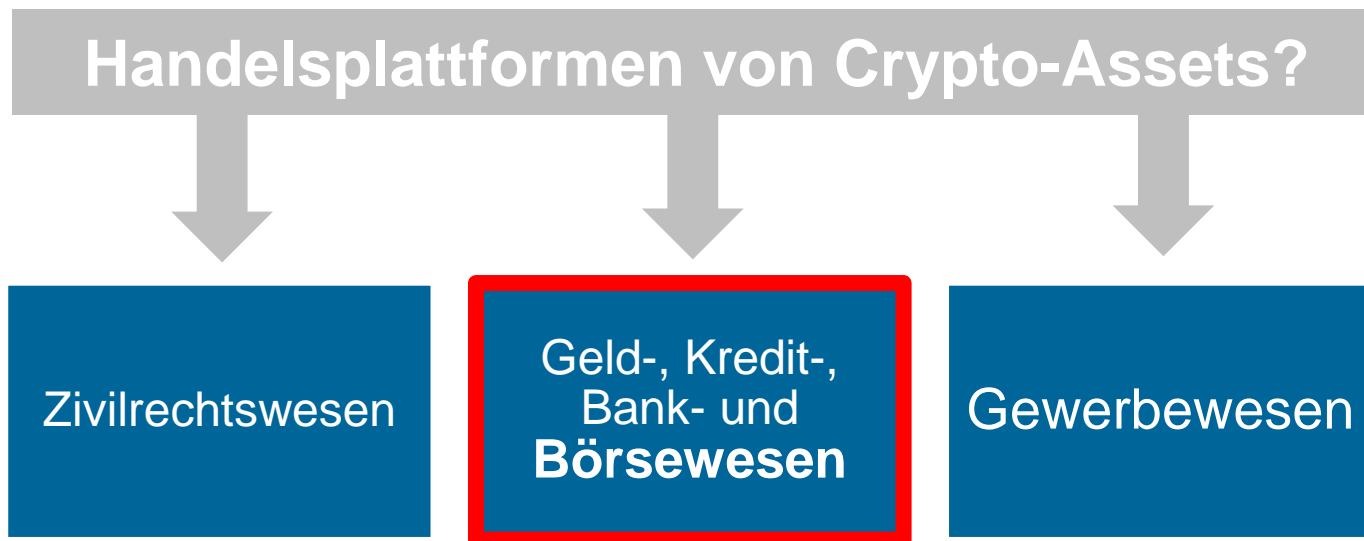 Handelsplattformen von Crypto-Assets?
Zivilrechtswesen
Geld-, Kredit-,
Bank- und
Börsewesen
Gewerbewesen